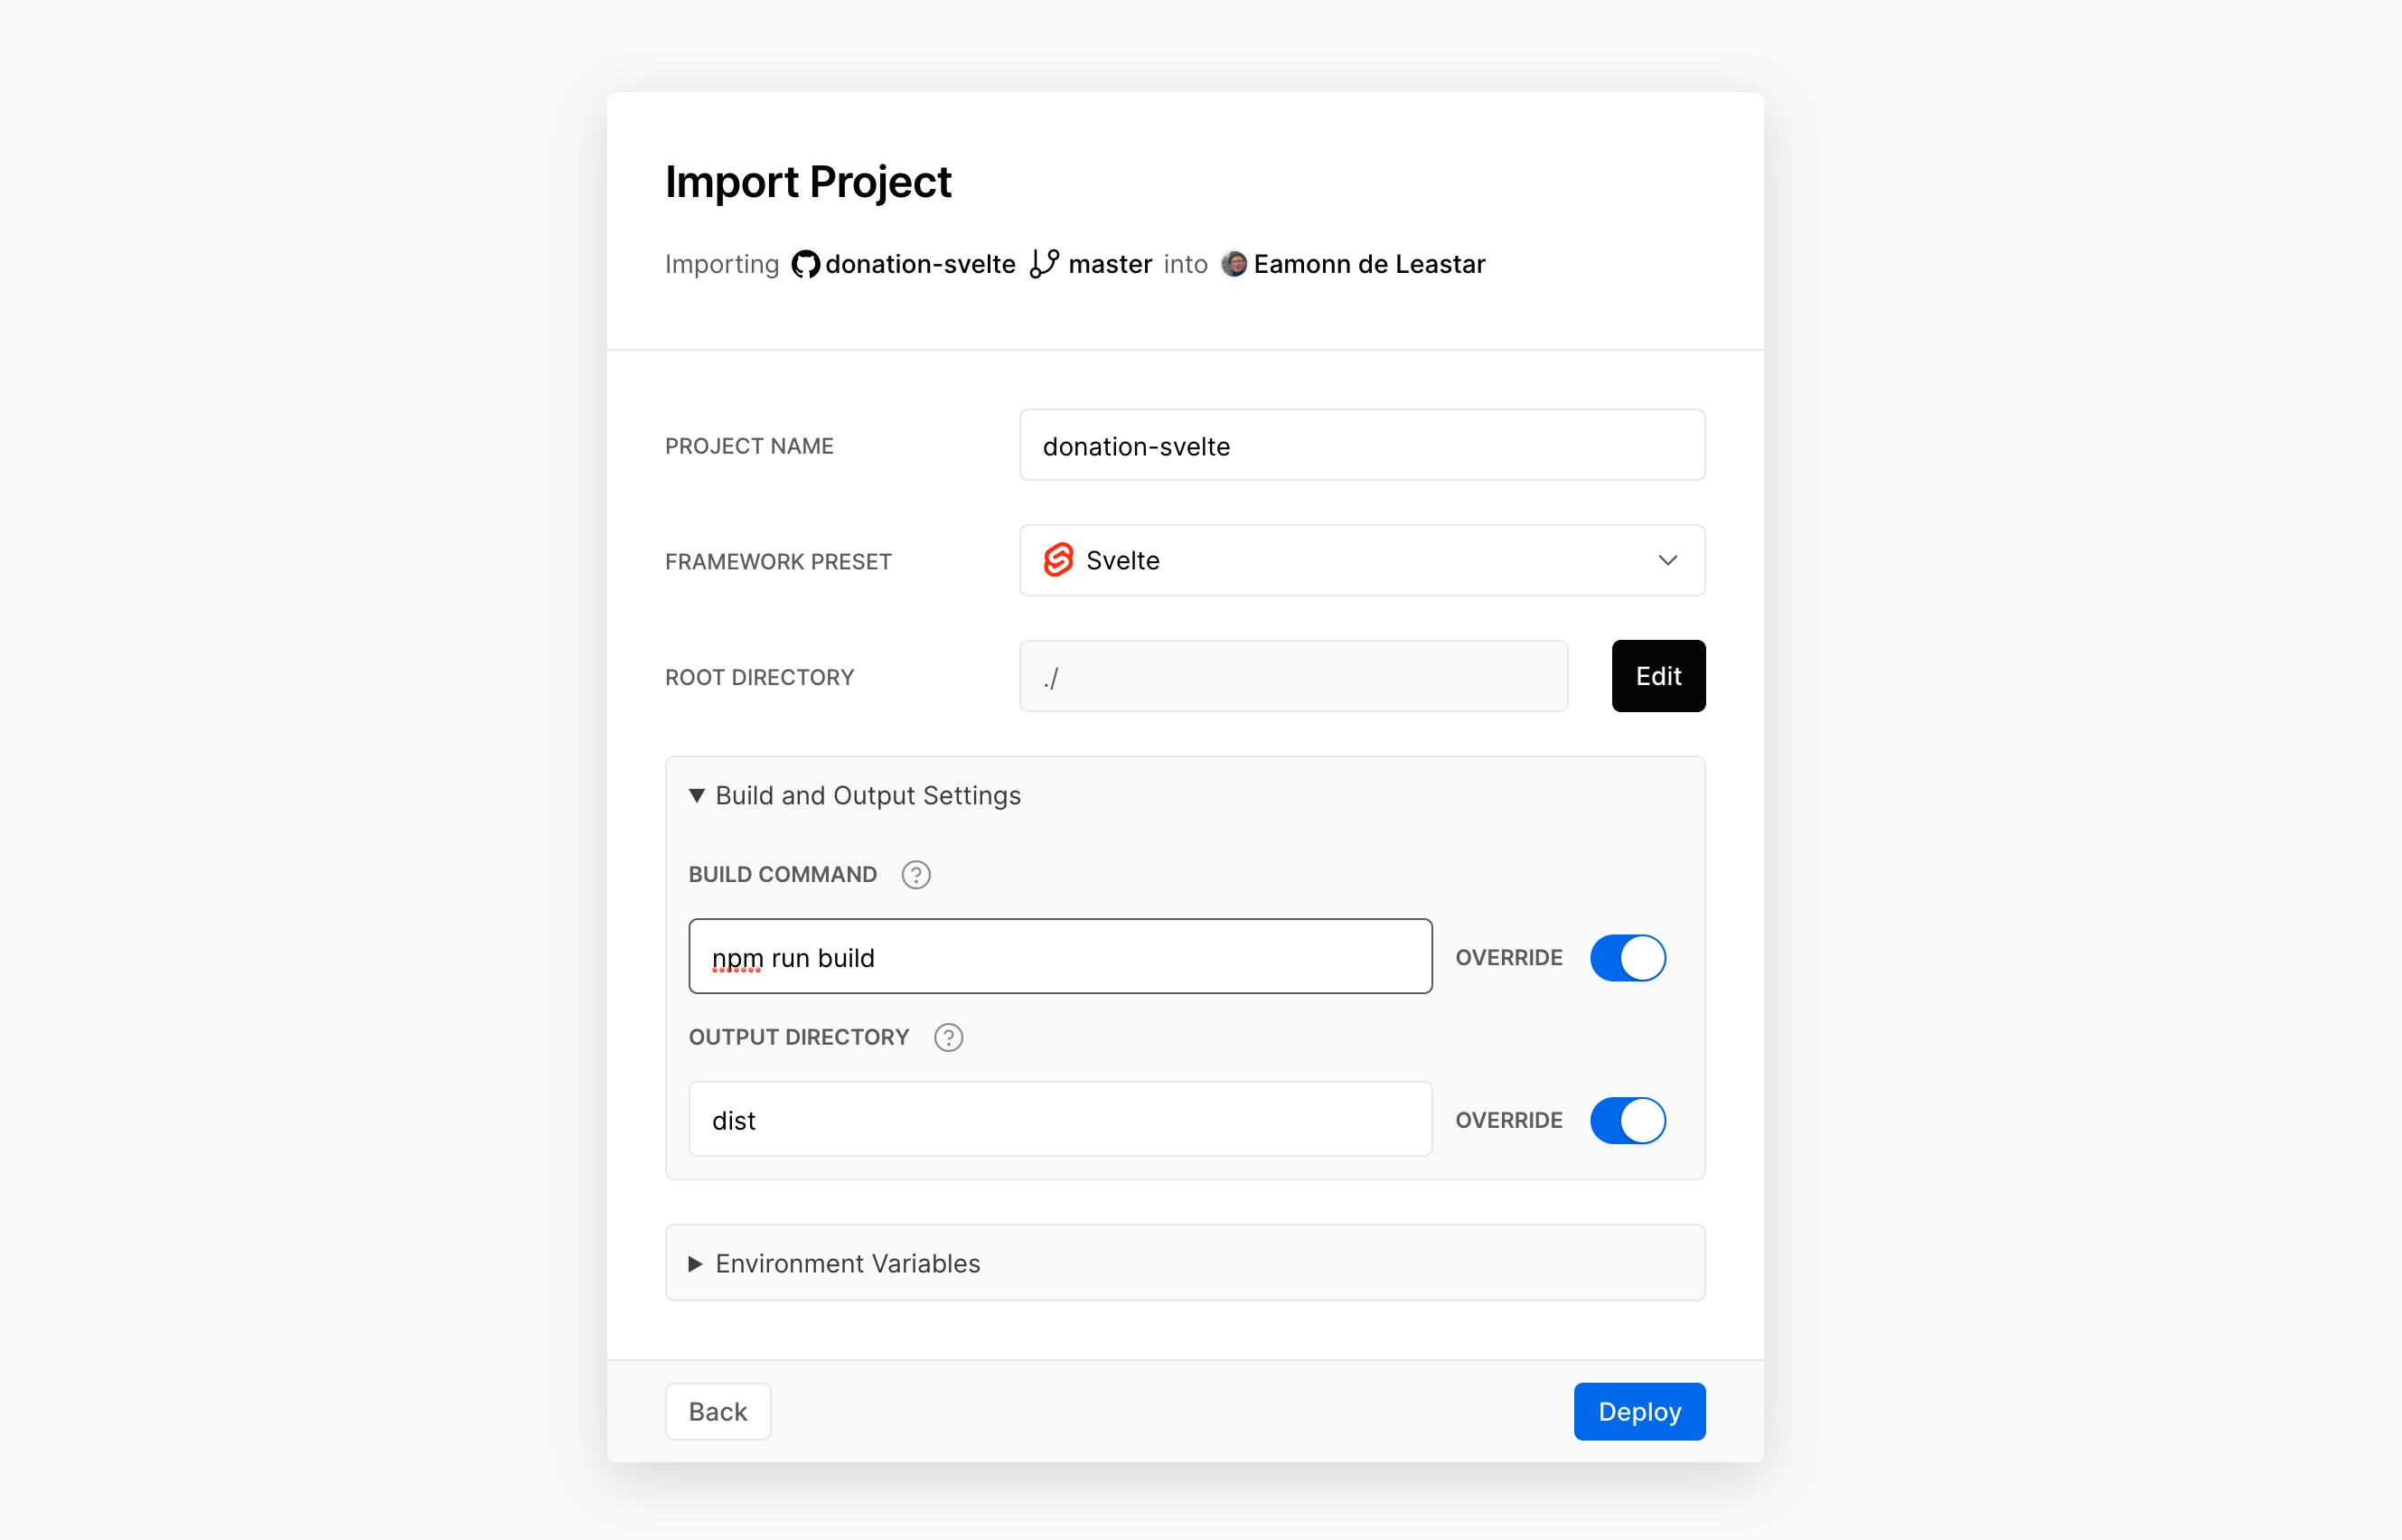 Import Project
Importing donation-svelte master into Eamonn de Leastar
PROJECT NAME donation-svelte
FRAMEWORK PRESET Svelte
ROOT DIRECTORY ./ Edit
Build and Output Settings
BUILD COMMAND ?
npm run build OVERRIDE
OUTPUT DIRECTORY ?
dist OVERRIDE
Environment Variables
Back Deploy